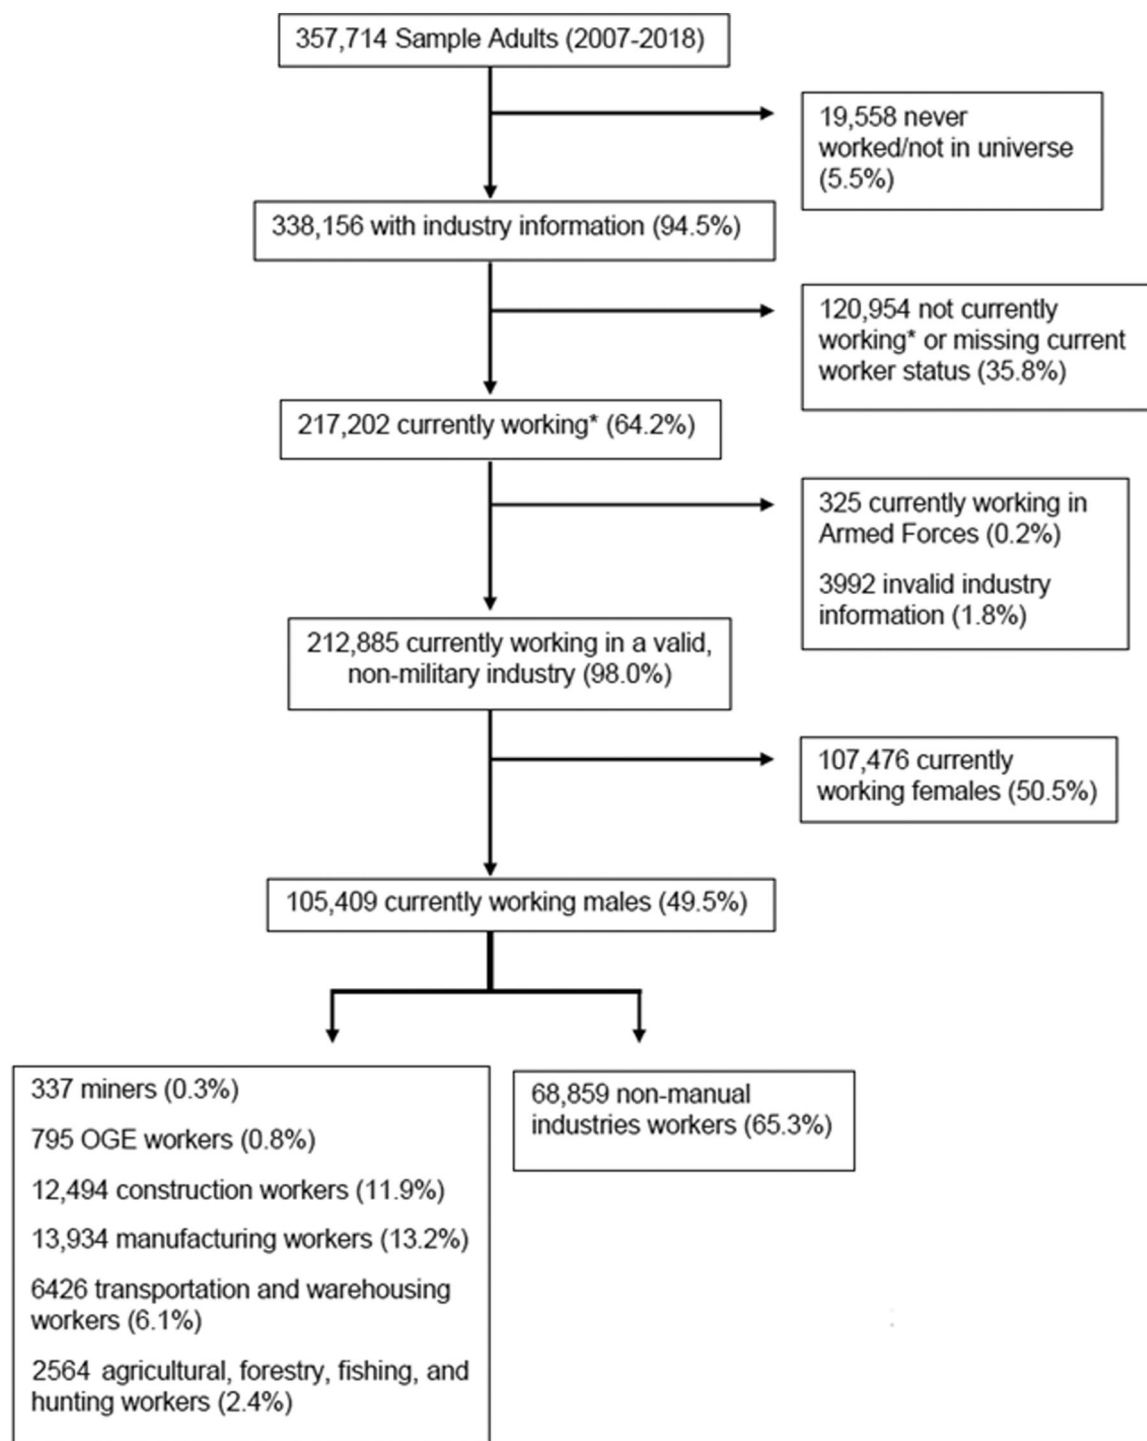 357,714 Sample Adults (2007-2018)
19,558 never
worked/not in universe
(5.5%)
338,156 with industry information (94.5%)
120,954 not currently
working* or missing current
worker status (35.8%)
217,202 currently working* (64.2%)
325 currently working in
Armed Forces (0.2%)
3992 invalid industry
information (1.8%)
212,885 currently working in a valid,
non-military industry (98.0%)
107,476 currently
working females (50.5%)
105,409 currently working males (49.5%)
337 miners (0.3%)
795 OGE workers (0.8%)
12,494 construction workers (11.9%)
13,934 manufacturing workers (13.2%)
6426 transportation and warehousing
workers (6.1%)
2564 agricultural, forestry, fishing, and
hunting workers (2.4%)
68,859 non-manual
industries workers (65.3%)